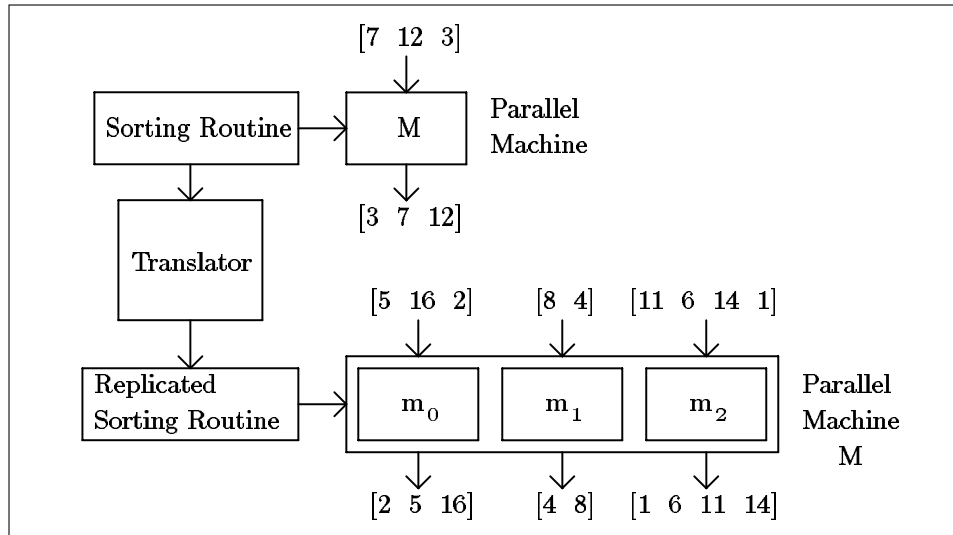 [7 12 3]
Sorting Routine
M
Parallel
Machine
[3 7 12]
Translator
[5 16 2]
[8 4]
[11 6 14 1]
Replicated
Sorting Routine
m0
m1
m2
Parallel
Machine
M
[2 5 16]
[4 8]
[1 6 11 14]